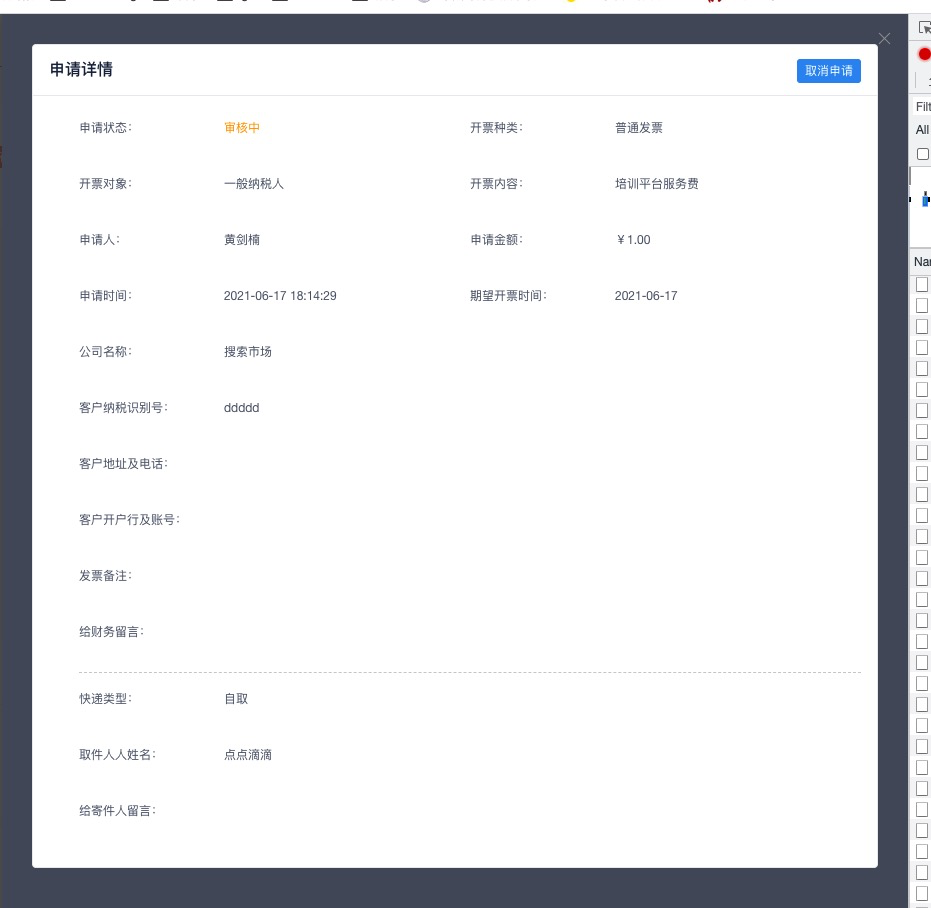 申请详情
取消申请
申请状态： 审核中 开票种类： 普通发票
开票对象： 一般纳税人 开票内容： 培训平台服务费
申请人： 黄剑楠 申请金额： ￥1.00
申请时间： 2021-06-17 18:14:29 期望开票时间： 2021-06-17
公司名称： 搜索市场
客户纳税识别号： ddddd
客户地址及电话：
客户开户行及账号：
发票备注：
给财务留言：
快递类型： 自取
取件人人姓名： 点点滴滴
给寄件人留言：
All